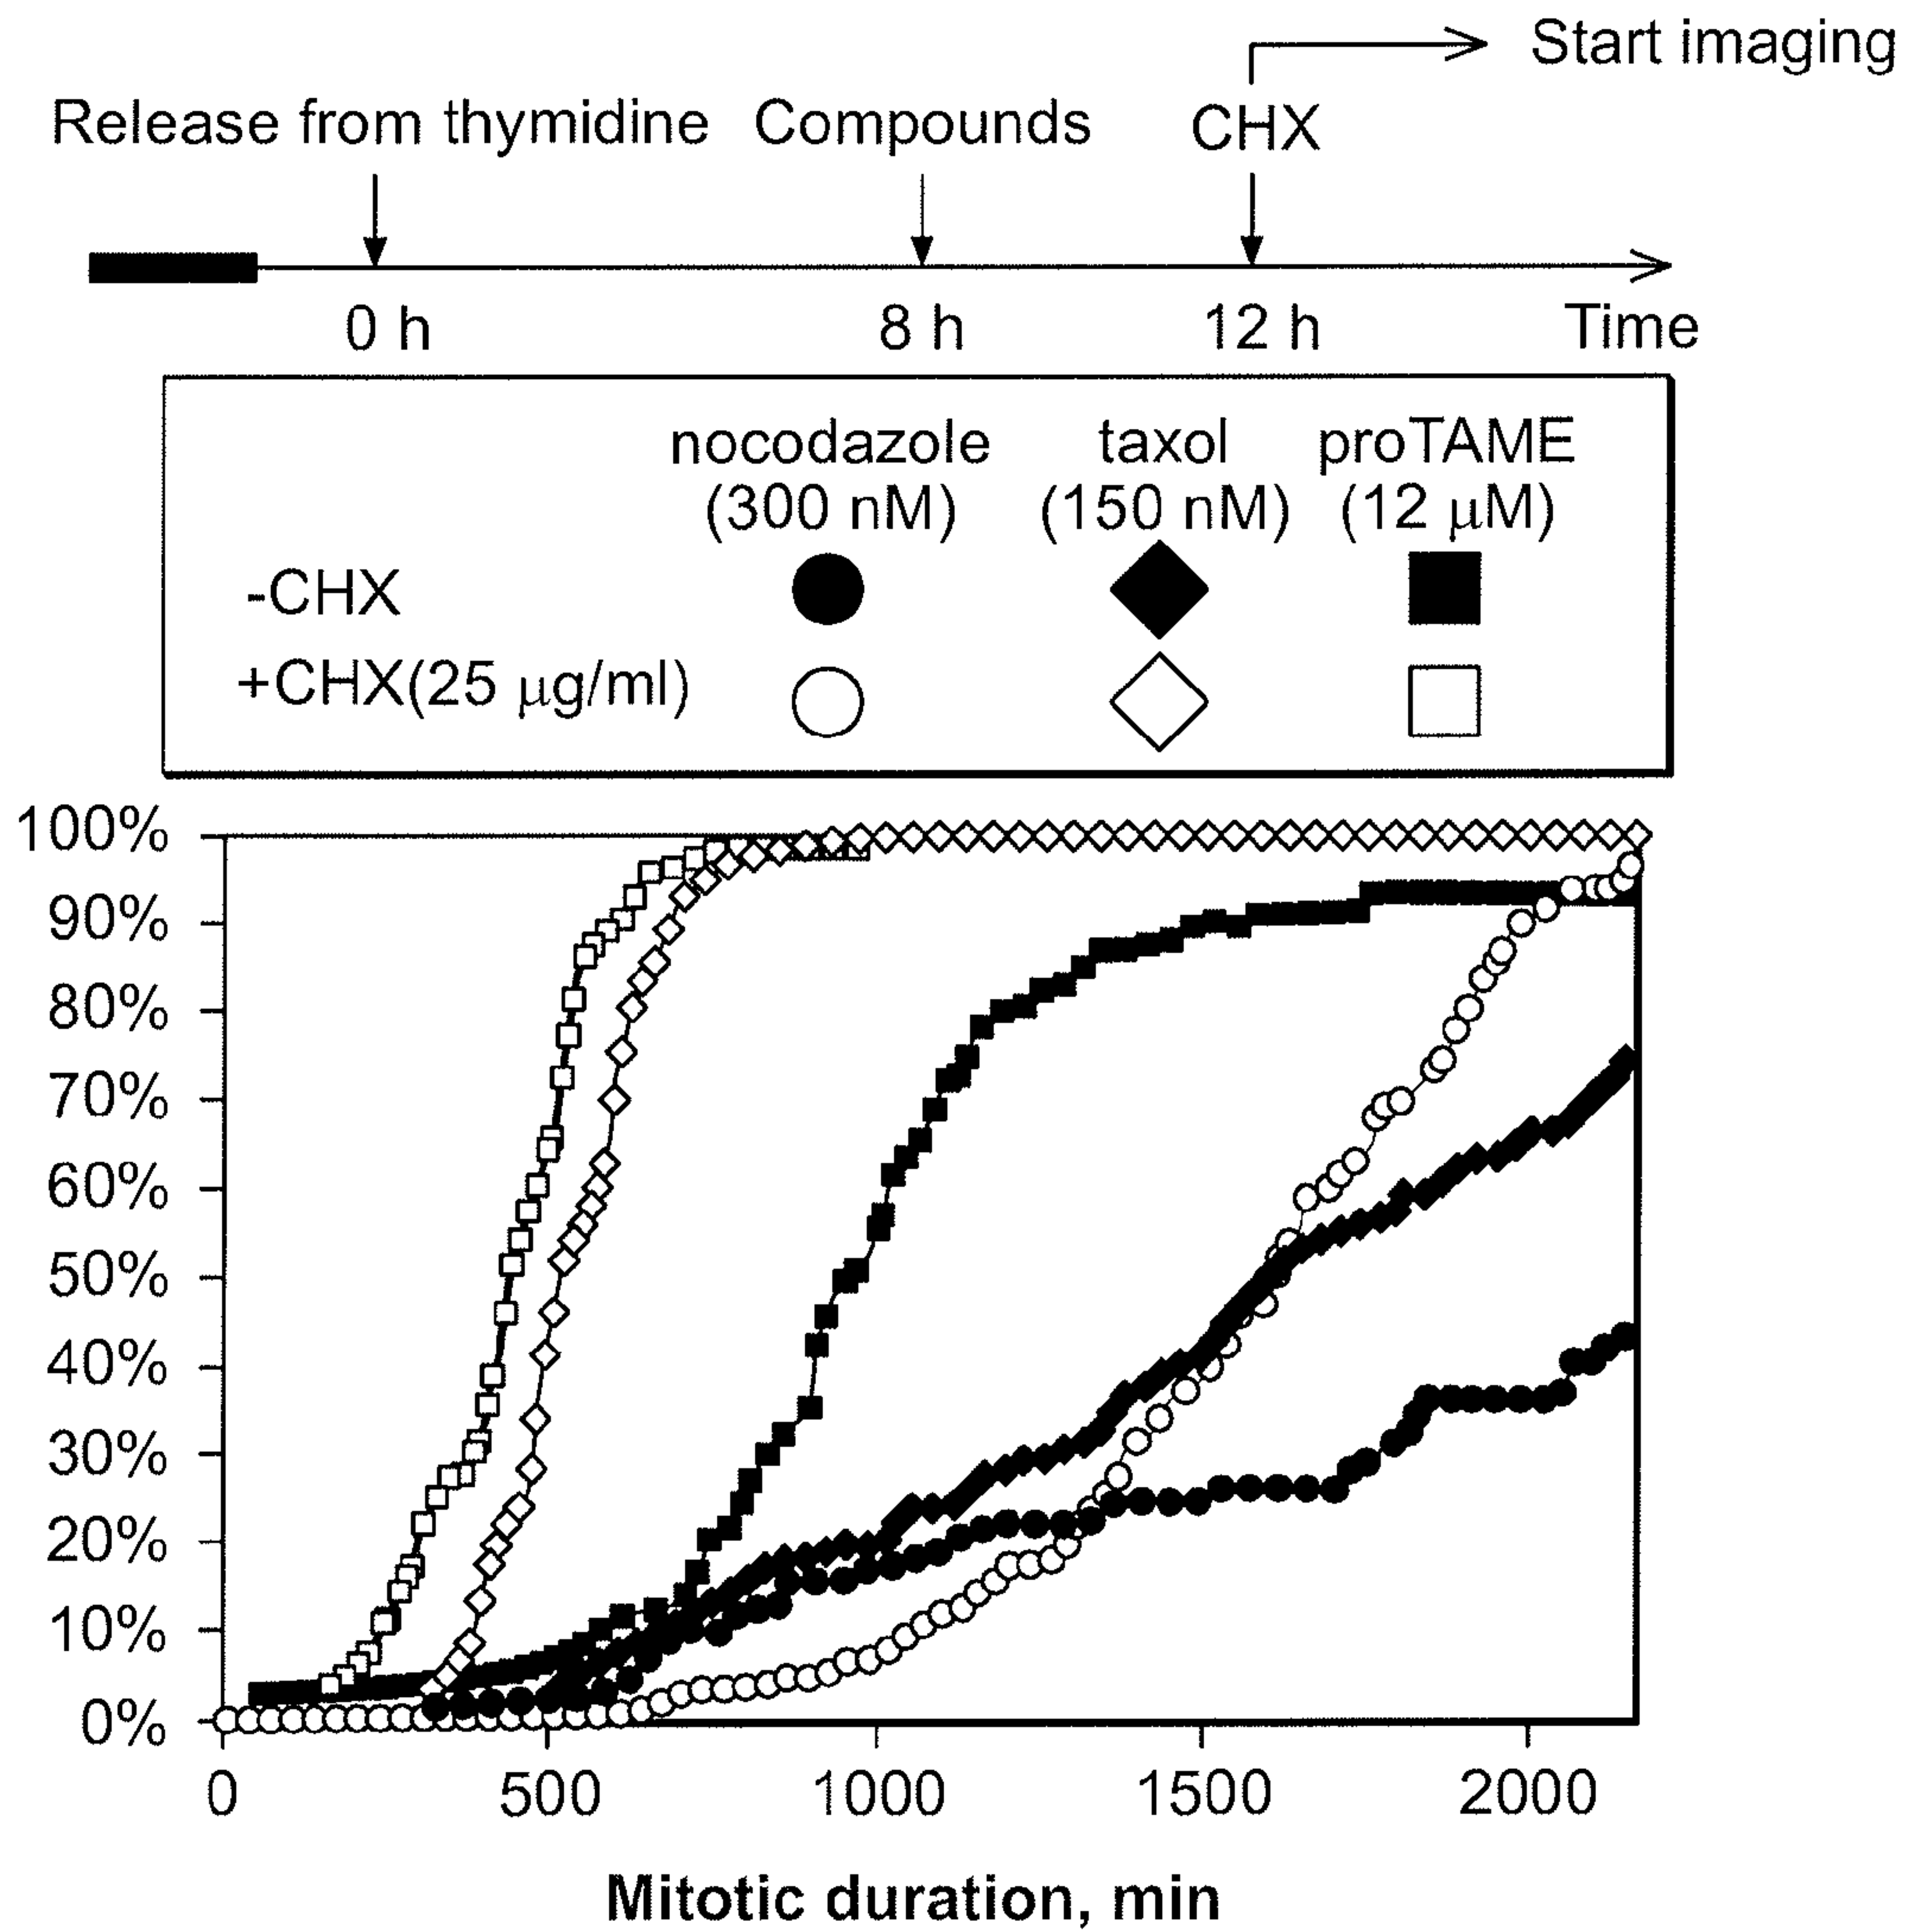 Start imaging
Release from thymidine Compounds CHX
0 h 8 h 12 h Time
nocodazole taxol proTAME
(300 nM) (150 nM) (12 μM)
-CHX
+CHX(25 μg/ml)
100%
90%
80%
70%
60%
50%
40%
30%
20%
10%
0%
0 500 1000 1500 2000
Mitotic duration, min